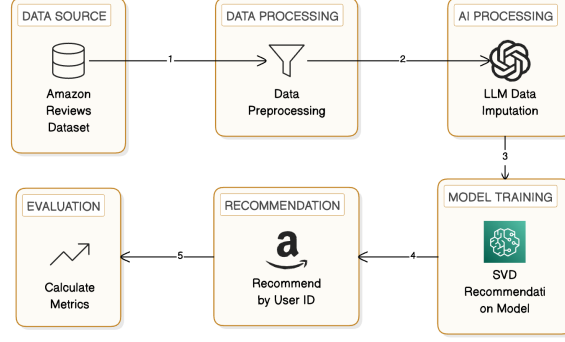 DATA SOURCE
Amazon
Reviews
Dataset
1
DATA PROCESSING
Data
Preprocessing
2
AI PROCESSING
LLM Data
Imputation
3
MODEL TRAINING
SVD
Recommendati
on Model
4
RECOMMENDATION
a
Recommend
by User ID
5
EVALUATION
Calculate
Metrics